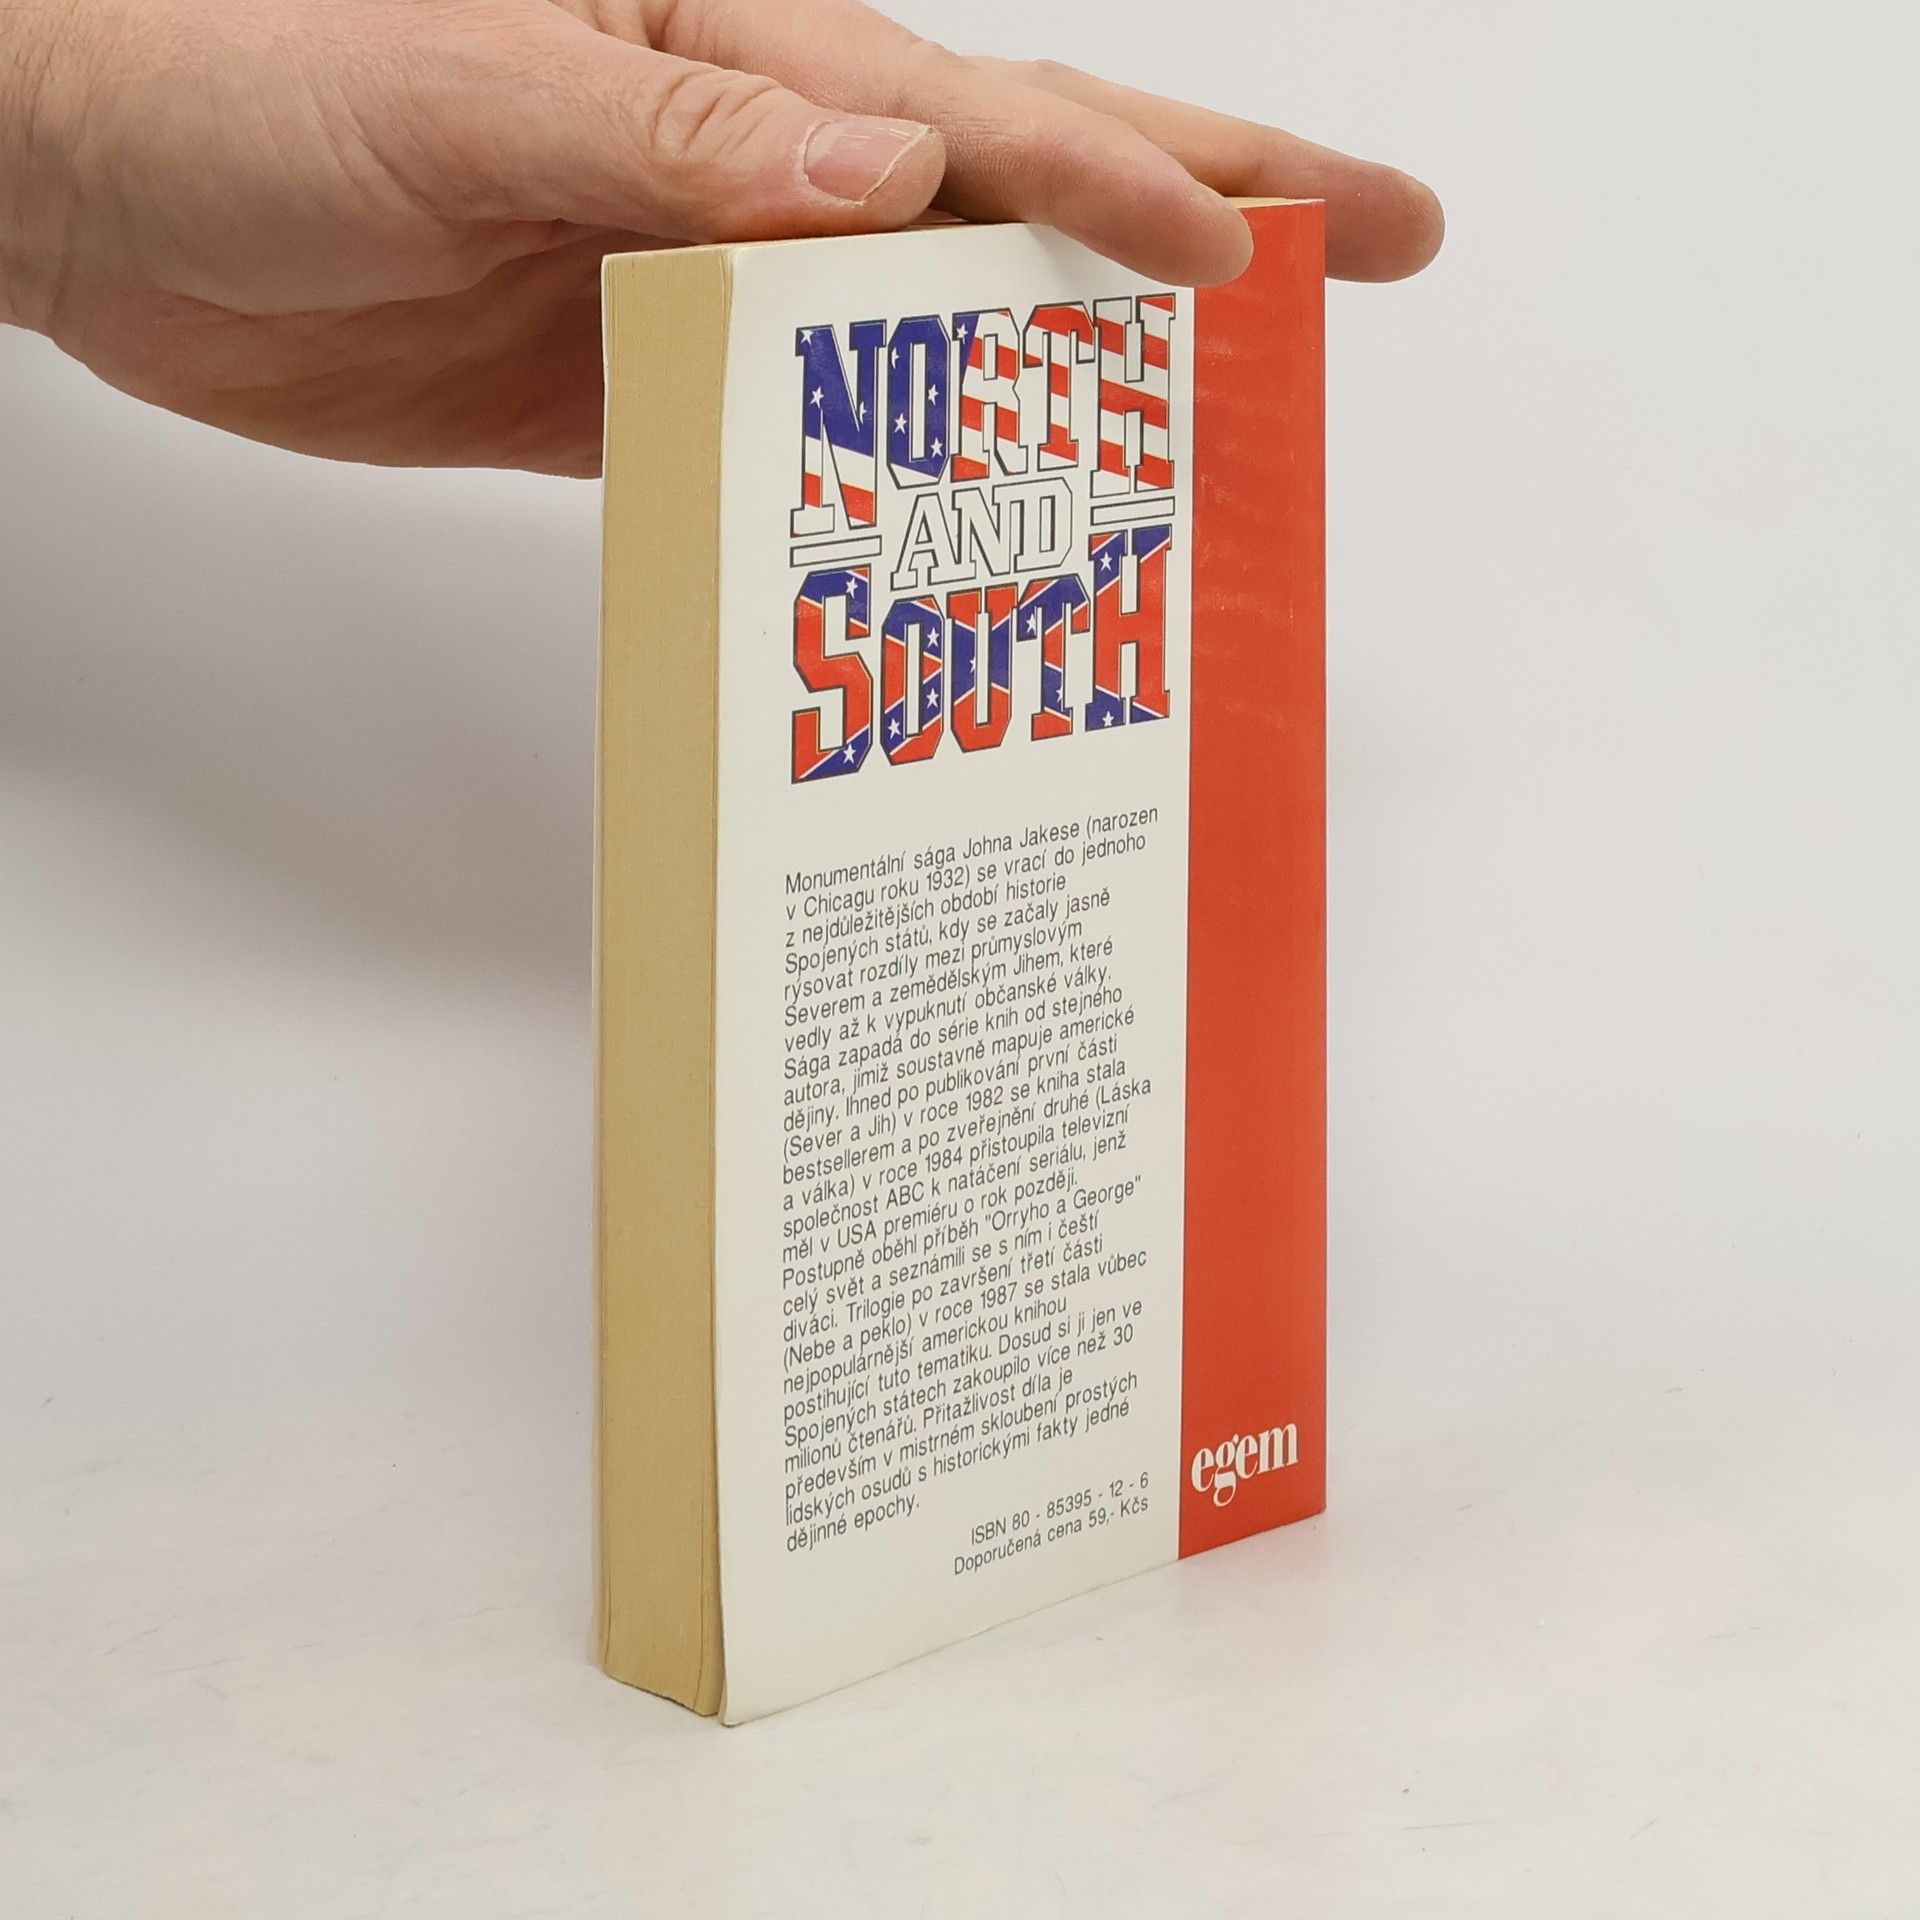 NORTH
AND
SOUTH
Monumentální sága Johna Jakese (narozen
v Chicagu roku 1932) se vrací do jednoho
z nejdůležitějších období historie
Spojených států, kdy se začaly jasně
rýsovat rozdíly mezi průmyslovým
Severem a zemědělským Jihem, které
vedly až k vypuknutí občanské války.
Sága zapadá do série knih od stejného
autora, jimiž soustavně mapuje americké
dějiny. Ihned po publikování první části
(Sever a Jih) v roce 1982 se kniha stala
bestsellerem a po zveřejnění druhé (Láska
a válka) v roce 1984 přistoupila televizní
společnost ABC k natáčení seriálu, jenž
měl v USA premiéru o rok později.
Postupně oběhl příběh "Orryho a George"
celý svět a seznámili se s ním i čeští
diváci. Trilogie po završení třetí části
(Nebe a peklo) v roce 1987 se stala vůbec
nejpopulárnější americkou knihou
postihující tuto tematiku. Dosud si ji jen ve
Spojených státech zakoupilo více než 30
milionů čtenářů. Přitažlivost díla je
především v mistrném skloubení prostých
lidských osudů s historickými fakty jedné
dějinné epochy.
ISBN 80 - 85395 - 12 - 6
Doporučená cena 59,- Kčs
egem